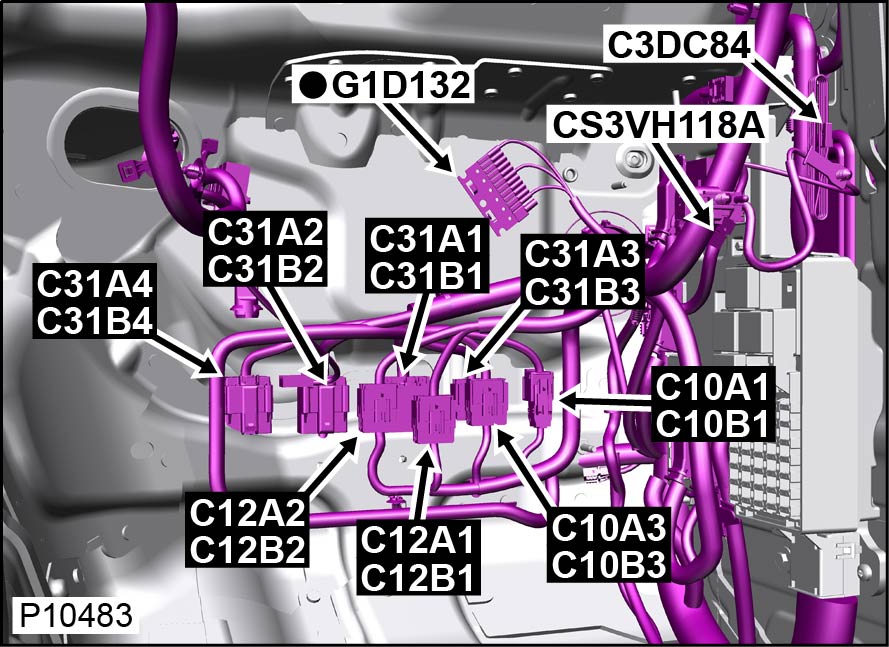 C3DC84
●G1D132
CS3VH118A
C31A2
C31B2
C31A1
C31B1
C31A3
C31B3
C31A4
C31B4
C10A1
C10B1
C12A2
C12B2
C12A1
C12B1
C10A3
C10B3
P10483